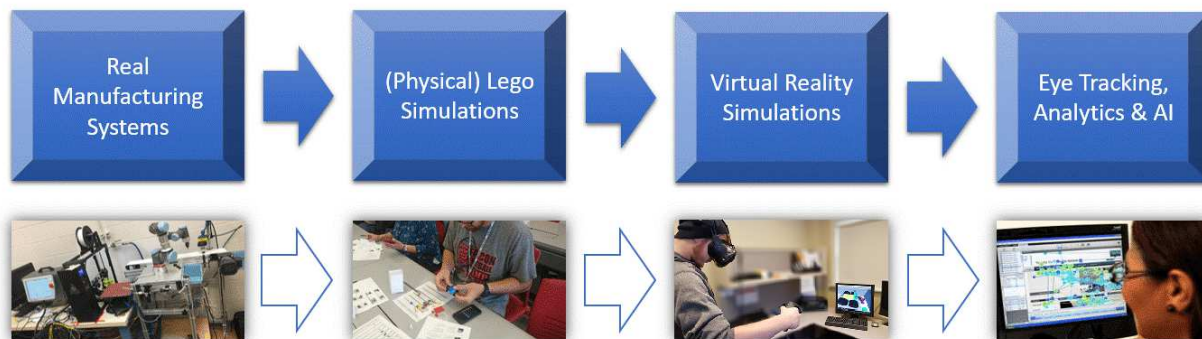 Real
Manufacturing
Systems
(Physical) Lego
Simulations
Virtual Reality
Simulations
Eye Tracking,
Analytics & AI